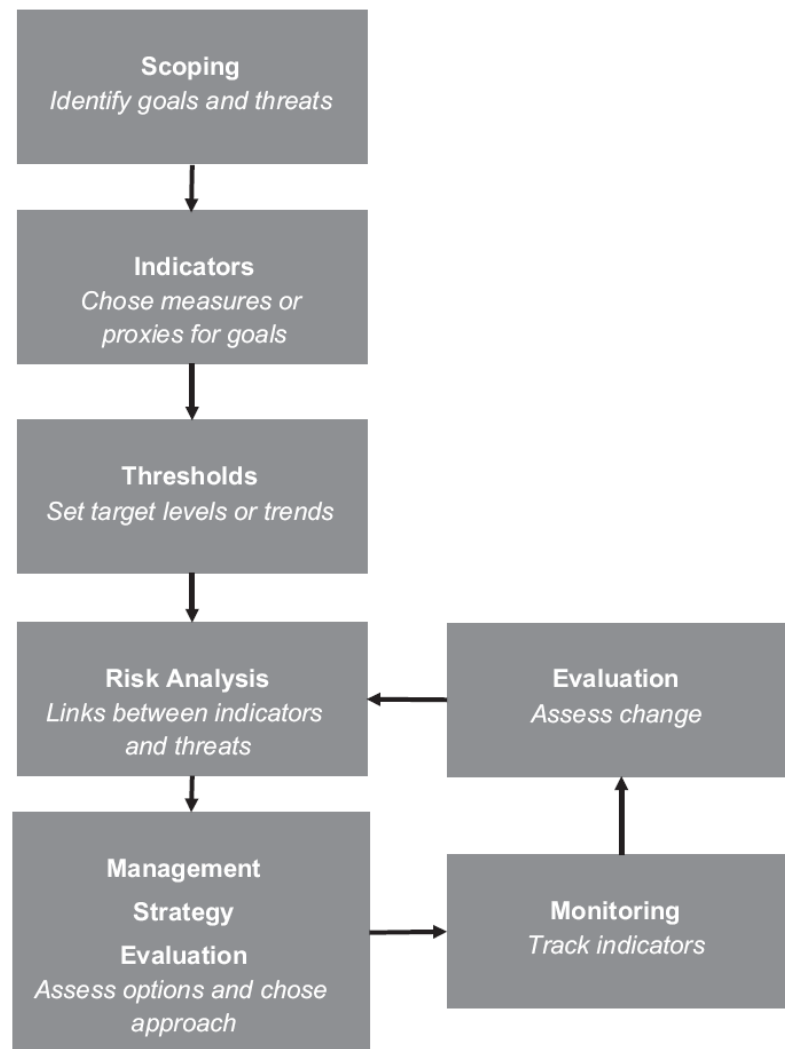 Scoping
Identify goals and threats
Indicators
Chose measures or
proxies for goals
Thresholds
Set target levels or trends
Risk Analysis
Links between indicators
and threats
Management
Strategy
Evaluation
Assess options and chose
approach
Monitoring
Track indicators
Evaluation
Assess change